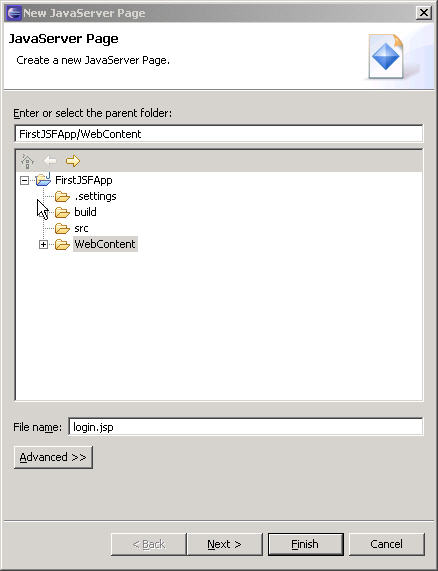 New JavaServer Page
JavaServer Page
Create a new JavaServer Page.
Enter or select the parent folder:
FirstJSFApp/WebContent
FirstJSFApp
.settings
build
src
WebContent
File name: login.jsp
Advanced >>
< Back Next > Finish Cancel